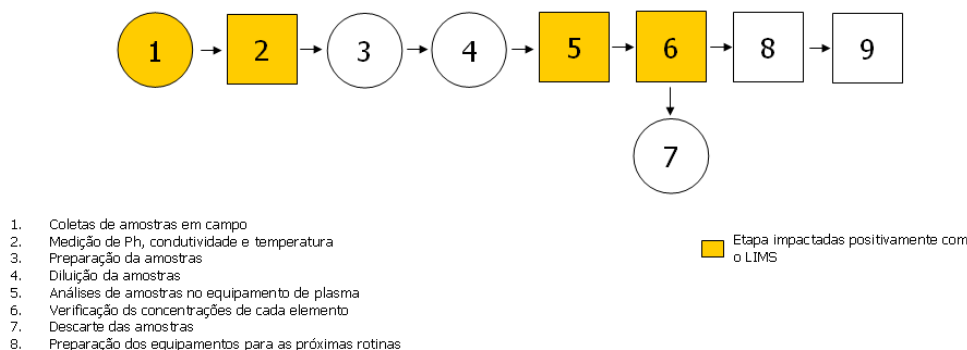 1
2
3
4
5
6
8
9
7
1. Coletas de amostras em campo
2. Medição de Ph, condutividade e temperatura
3. Preparação da amostras
4. Diluição da amostras
5. Análises de amostras no equipamento de plasma
6. Verificação ds concentrações de cada elemento
7. Descarte das amostras
8. Preparação dos equipamentos para as próximas rotinas
Etapa impactadas positivamente com
o LIMS